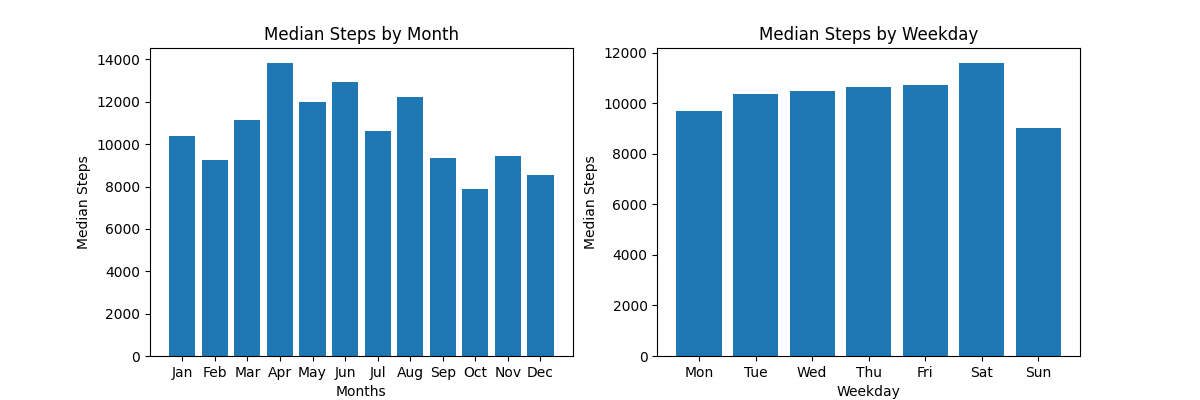 Median Steps by Month
Median Steps
14000
12000
10000
8000
6000
4000
2000
0
Jan Feb Mar Apr May Jun Jul Aug Sep Oct Nov Dec
Months
Median Steps by Weekday
Median Steps
12000
10000
8000
6000
4000
2000
0
Mon Tue Wed Thu Fri Sat Sun
Weekday